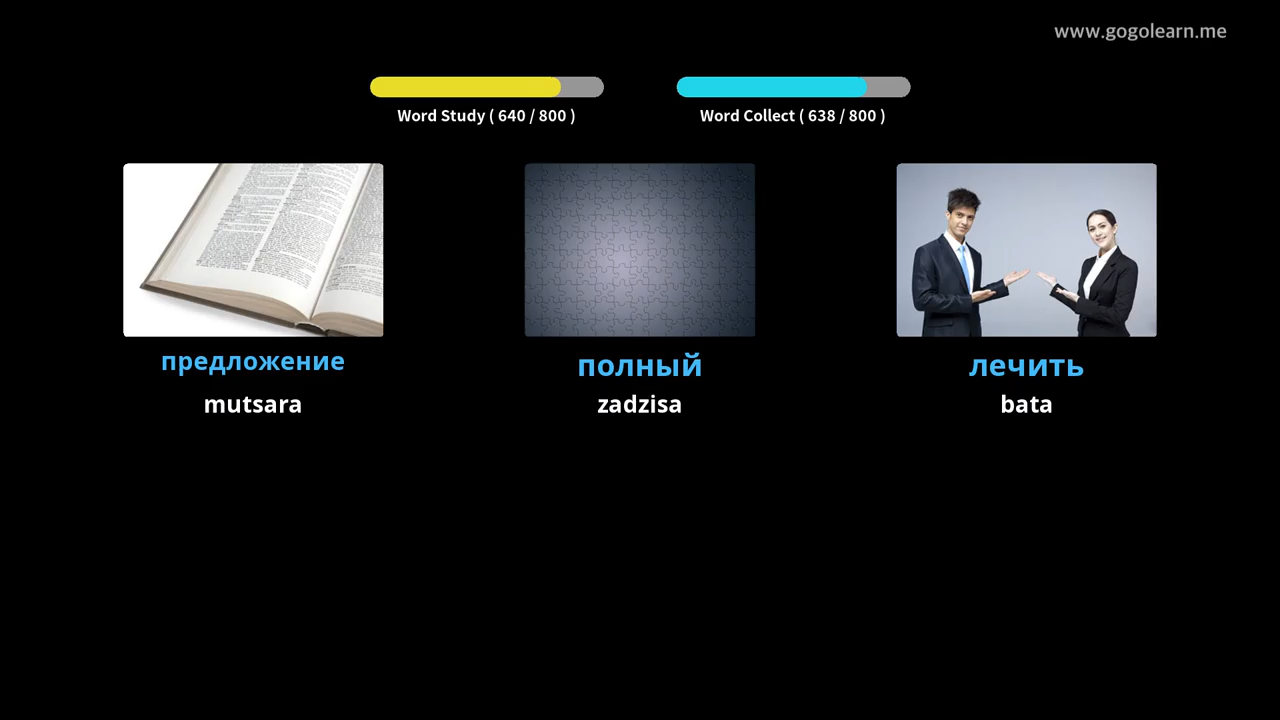 www.gogolearn.me
Word Study ( 640 / 800 )
Word Collect ( 638 / 800 )
предложение
mutsara
полный
zadzisa
лечить
bata